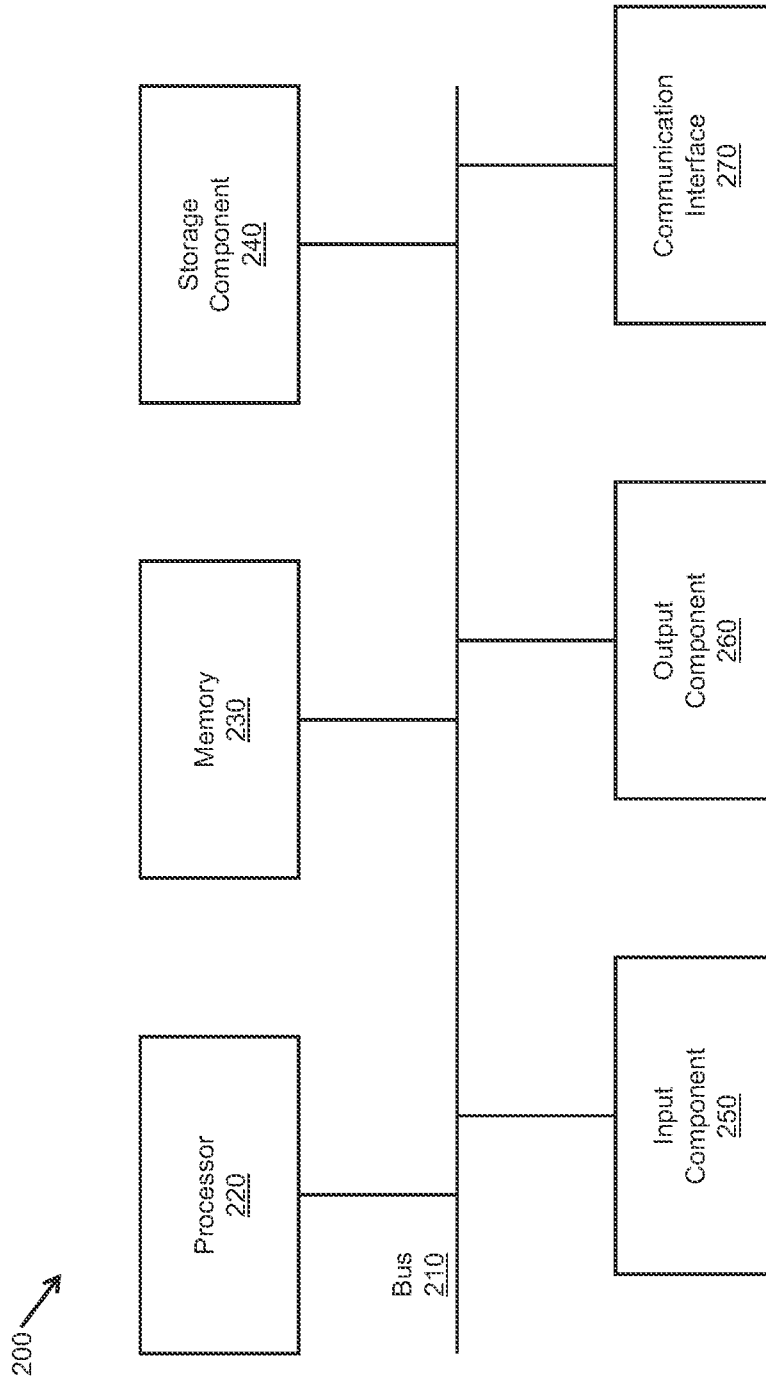 200
Processor
220
Memory
230
Storage
Component
240
Bus
210
Input
Component
250
Output
Component
260
Communication
Interface
270